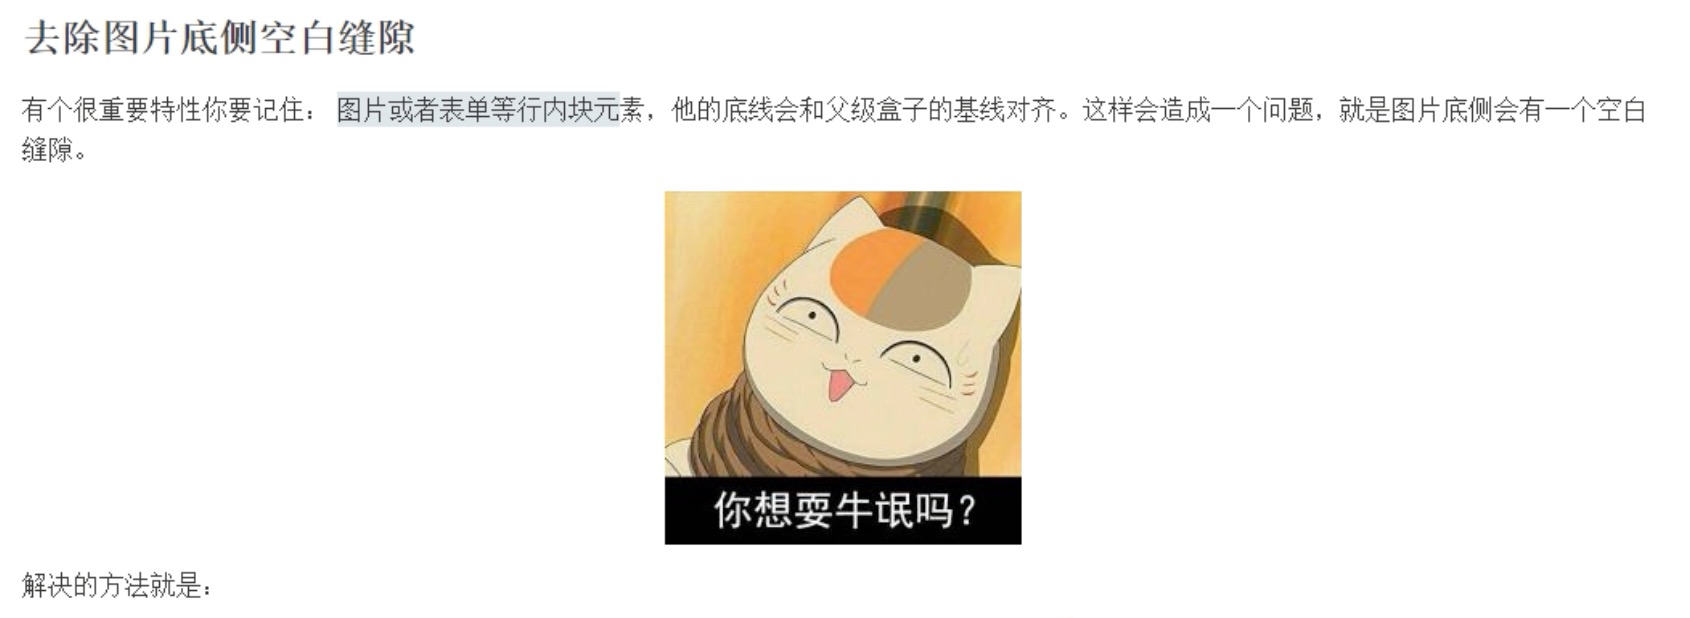 去除图片底侧空白缝隙
有个很重要特性你要记住： 图片或者表单等行内块元素，他的底线会和父级盒子的基线对齐。这样会造成一个问题，就是图片底侧会有一个空白
缝隙。
你想耍牛氓吗？
解决的方法就是：